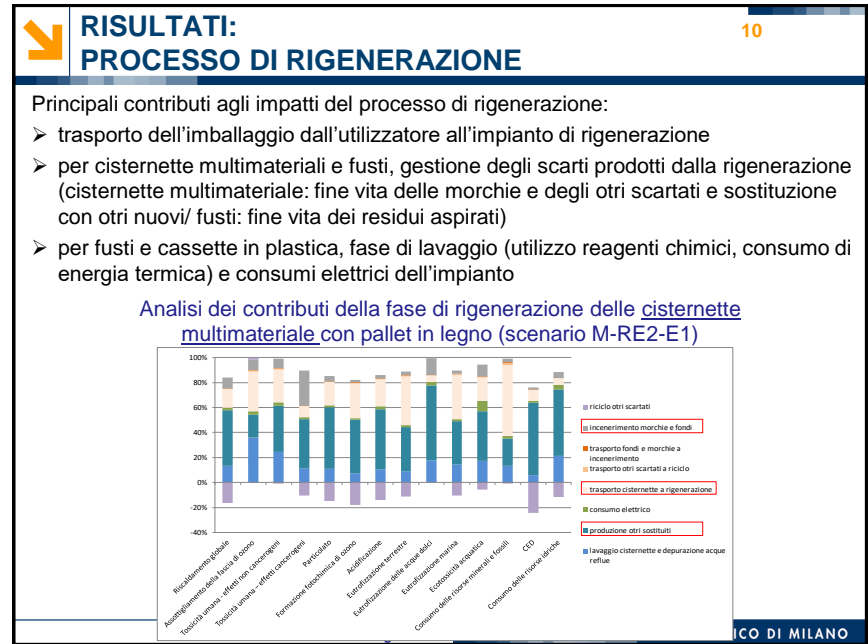 RISULTATI:
10
PROCESSO DI RIGENERAZIONE
Principali contributi agli impatti del processo di rigenerazione:
➢ trasporto dell'imballaggio dall'utilizzatore all'impianto di rigenerazione
➢ per cisternette multimateriali e fusti, gestione degli scarti prodotti dalla rigenerazione
(cisternette multimateriale: fine vita delle morchie e degli otri scartati e sostituzione
con otri nuovi/ fusti: fine vita dei residui aspirati)
➢ per fusti e cassette in plastica, fase di lavaggio (utilizzo reagenti chimici, consumo di
energia termica) e consumi elettrici dell'impianto
Analisi dei contributi della fase di rigenerazione delle cisternette
multimateriale con pallet in legno (scenario M-RE2-E1)
100%
80%
60%
40%
20%
0%
-20%
-40%
Riscaldamento globale
Assottigliamento della fascia di ozono
Tossicità umana - effetti non cancerogeni
Tossicità umana – effetti cancerogeni
Particolato
Formazione fotochimica di ozono
Acidificazione
Eutrofizzazione terrestre
Eutrofizzazione delle acque dolci
Eutrofizzazione marina
Ecotossicità acquatica
Consumo delle risorse minerali e fossili
CED
Consumo delle risorse idriche
riciclo otri scartati
incenerimento morchie e fondi
trasporto fondi e morchie a
incenerimento
trasporto otri scartati a riciclo
trasporto cisternette a rigenerazione
consumo elettrico
produzione otri sostituiti
lavaggio cisternette e depurazione acque
reflue
ICO DI MILANO